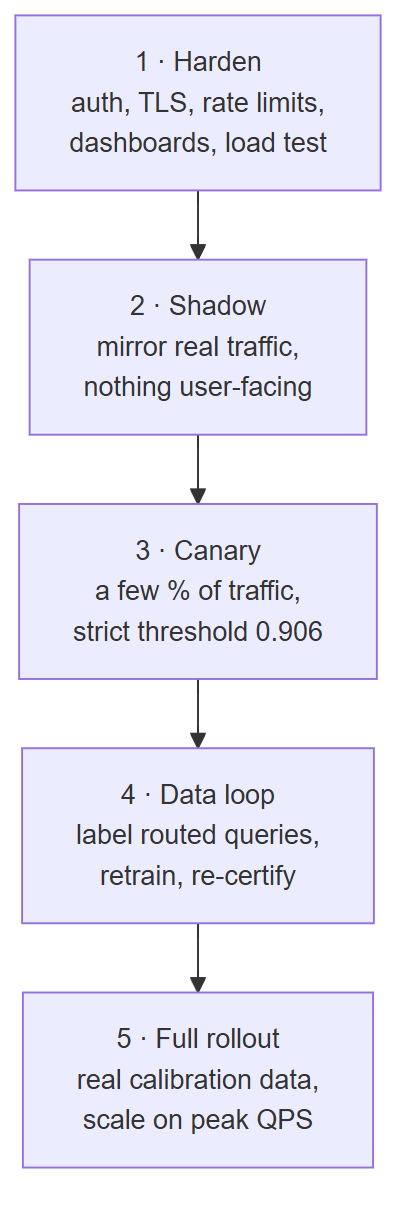 1 · Harden
auth, TLS, rate limits,
dashboards, load test
2 · Shadow
mirror real traffic,
nothing user-facing
3 · Canary
a few % of traffic,
strict threshold 0.906
4 · Data loop
label routed queries,
retrain, re-certify
5 · Full rollout
real calibration data,
scale on peak QPS